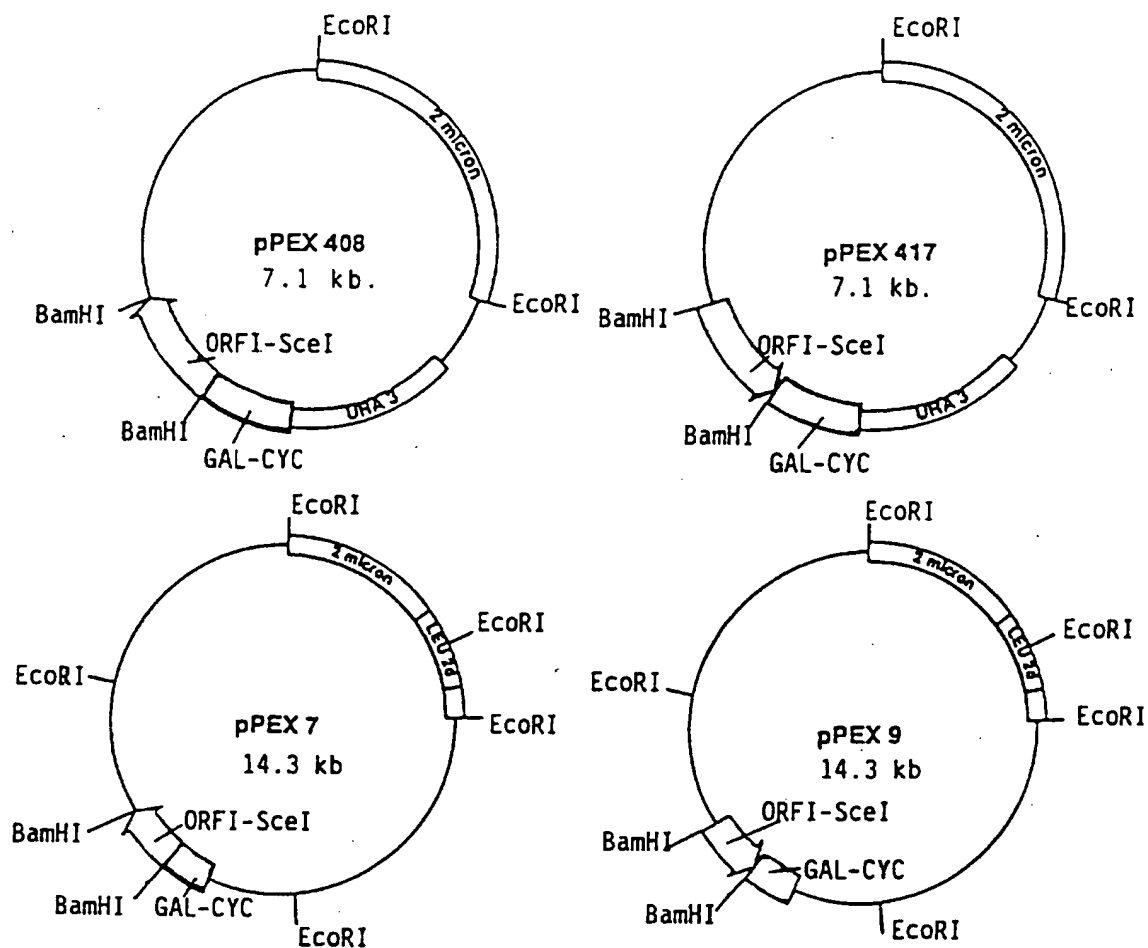 EcoRI
2 micron
pPEX 408
7.1 kb.
EcoRI
BamHI
ORFI-SceI
BamHI
URA 3
GAL-CYC
EcoRI
2 micron
pPEX 417
7.1 kb.
EcoRI
BamHI
ORFI-SceI
BamHI
URA 3
GAL-CYC
EcoRI
2 micron
LEU 2d
EcoRI
EcoRI
EcoRI
pPEX 7
14.3 kb
ORFI-SceI
BamHI
BamHI
GAL-CYC
EcoRI
EcoRI
2 micron
LEU 2d
EcoRI
EcoRI
EcoRI
pPEX 9
14.3 kb
ORFI-SceI
BamHI
GAL-CYC
BamHI
EcoRI